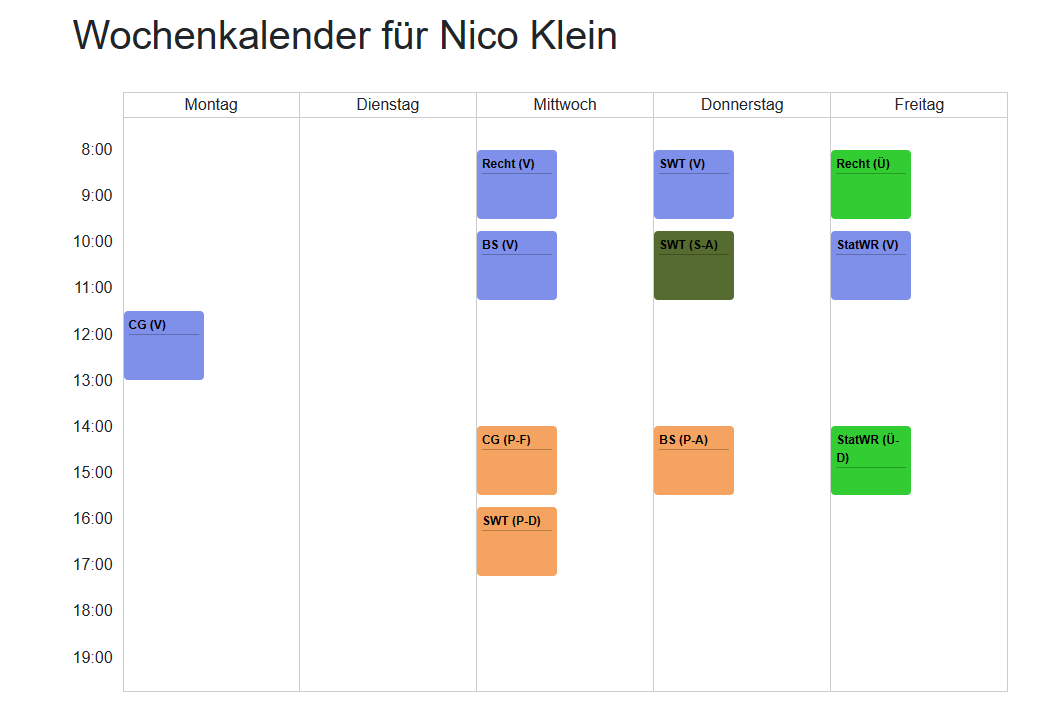 Wochenkalender für Nico Klein
Montag Dienstag Mittwoch Donnerstag Freitag
8:00
Recht (V) SWT (V) Recht (Ü)
9:00
10:00
BS (V) SWT (S-A) StatWR (V)
11:00
CG (V)
12:00
13:00
14:00
CG (P-F) BS (P-A) StatWR (Ü-
D)
15:00
16:00
SWT (P-D)
17:00
18:00
19:00